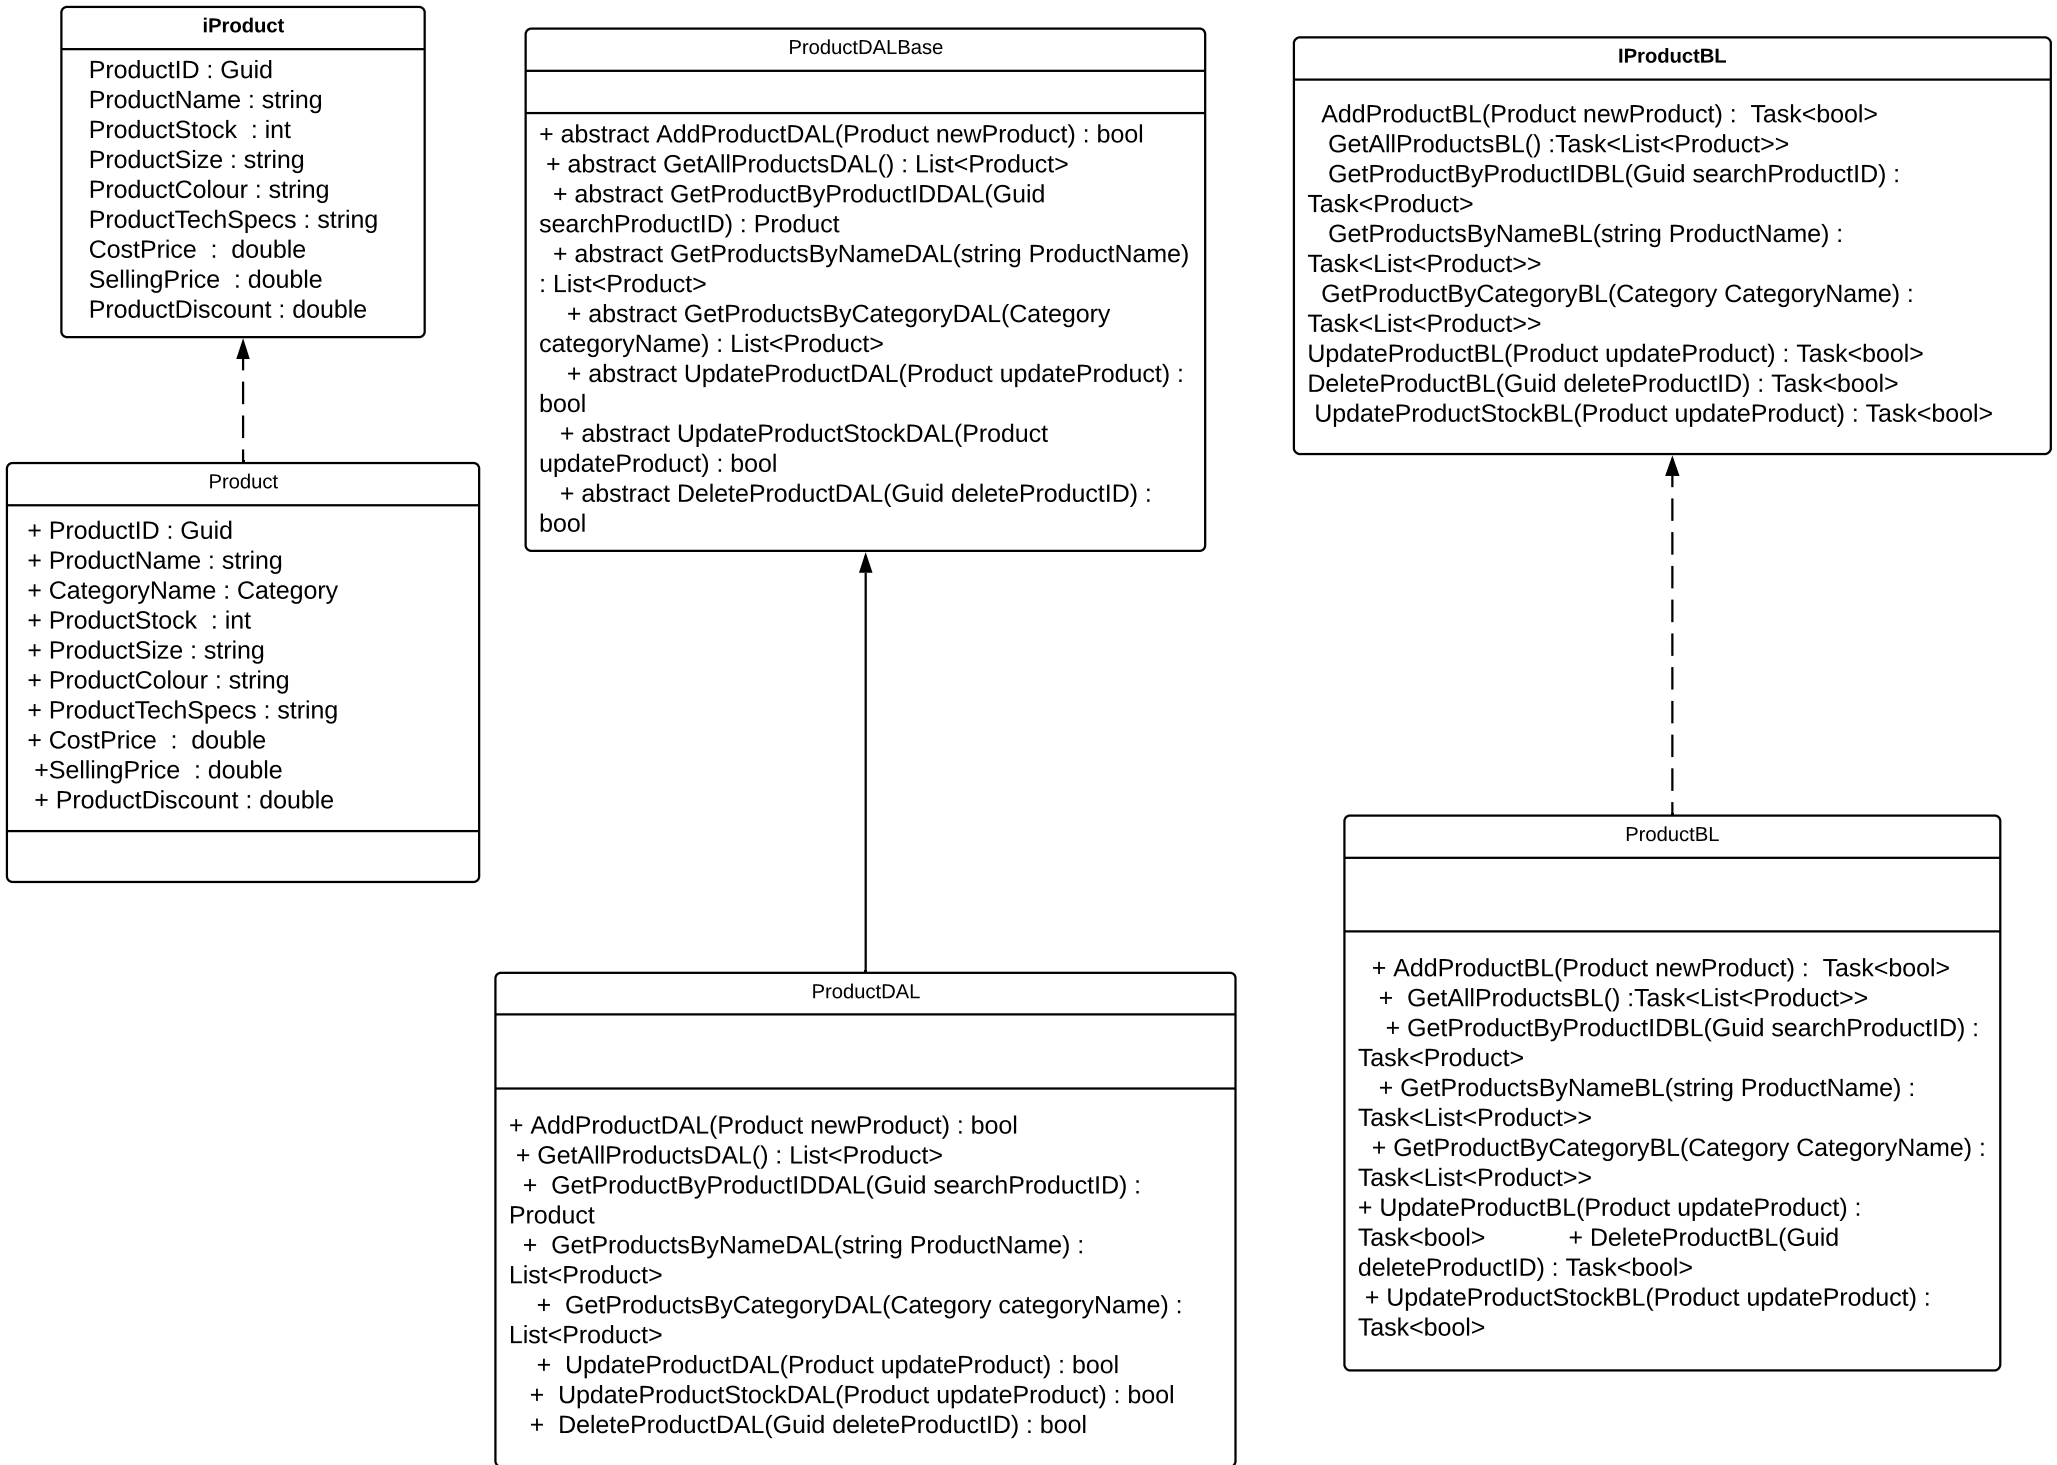 iProduct
ProductID : Guid
ProductName : string
ProductStock  : int
ProductSize : string
ProductColour : string
ProductTechSpecs : string
CostPrice  :  double
SellingPrice  : double
ProductDiscount : double
Product
+ ProductID : Guid
+ ProductName : string
+ CategoryName : Category
+ ProductStock  : int
+ ProductSize : string
+ ProductColour : string
+ ProductTechSpecs : string
+ CostPrice  :  double
+SellingPrice  : double
+ ProductDiscount : double
ProductDALBase
+ abstract AddProductDAL(Product newProduct) : bool
+ abstract GetAllProductsDAL() : List<Product>
+ abstract GetProductByProductIDDAL(Guid
searchProductID) : Product
+ abstract GetProductsByNameDAL(string ProductName)
: List<Product>
+ abstract GetProductsByCategoryDAL(Category
categoryName) : List<Product>
+ abstract UpdateProductDAL(Product updateProduct) :
bool
+ abstract UpdateProductStockDAL(Product
updateProduct) : bool
+ abstract DeleteProductDAL(Guid deleteProductID) :
bool
ProductDAL
+ AddProductDAL(Product newProduct) : bool
+ GetAllProductsDAL() : List<Product>
+  GetProductByProductIDDAL(Guid searchProductID) :
Product
+  GetProductsByNameDAL(string ProductName) :
List<Product>
+  GetProductsByCategoryDAL(Category categoryName) :
List<Product>
+  UpdateProductDAL(Product updateProduct) : bool
+  UpdateProductStockDAL(Product updateProduct) : bool
+  DeleteProductDAL(Guid deleteProductID) : bool
IProductBL
AddProductBL(Product newProduct) :  Task<bool>
GetAllProductsBL() :Task<List<Product>>
GetProductByProductIDBL(Guid searchProductID) :
Task<Product>
GetProductsByNameBL(string ProductName) :
Task<List<Product>>
GetProductByCategoryBL(Category CategoryName) :
Task<List<Product>>
UpdateProductBL(Product updateProduct) : Task<bool>
DeleteProductBL(Guid deleteProductID) : Task<bool>
UpdateProductStockBL(Product updateProduct) : Task<bool>
ProductBL
+ AddProductBL(Product newProduct) :  Task<bool>
+  GetAllProductsBL() :Task<List<Product>>
+ GetProductByProductIDBL(Guid searchProductID) :
Task<Product>
+ GetProductsByNameBL(string ProductName) :
Task<List<Product>>
+ GetProductByCategoryBL(Category CategoryName) :
Task<List<Product>>
+ UpdateProductBL(Product updateProduct) :
Task<bool>            + DeleteProductBL(Guid
deleteProductID) : Task<bool>
+ UpdateProductStockBL(Product updateProduct) :
Task<bool>